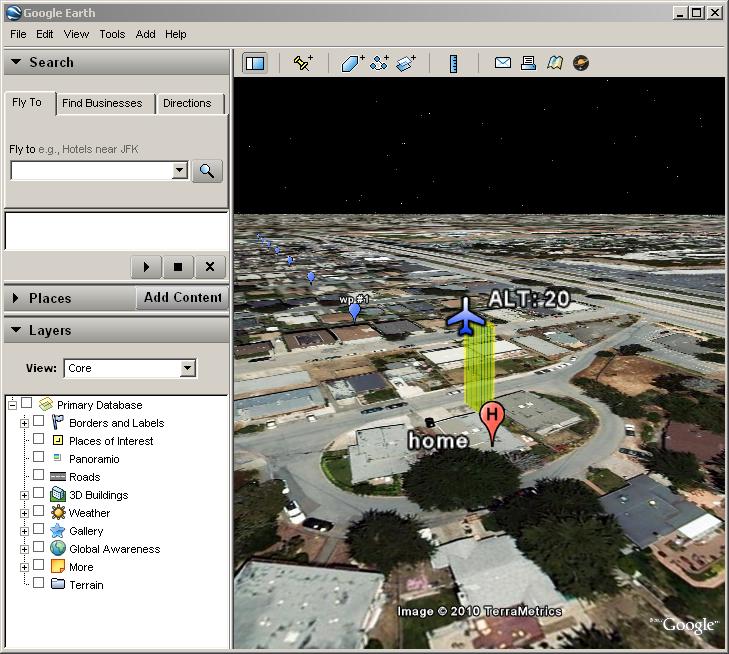 Google Earth
File Edit View Tools Add Help
Search
Fly To
Find Businesses
Directions
Fly to e.g., Hotels near JFK
Places
Add Content
Layers
View: Core
Primary Database
Borders and Labels
Places of Interest
Panoramio
Roads
3D Buildings
Weather
Gallery
Global Awareness
More
Terrain
wp #1
ALT: 20
H
home
Image © 2010 TerraMetrics
Google